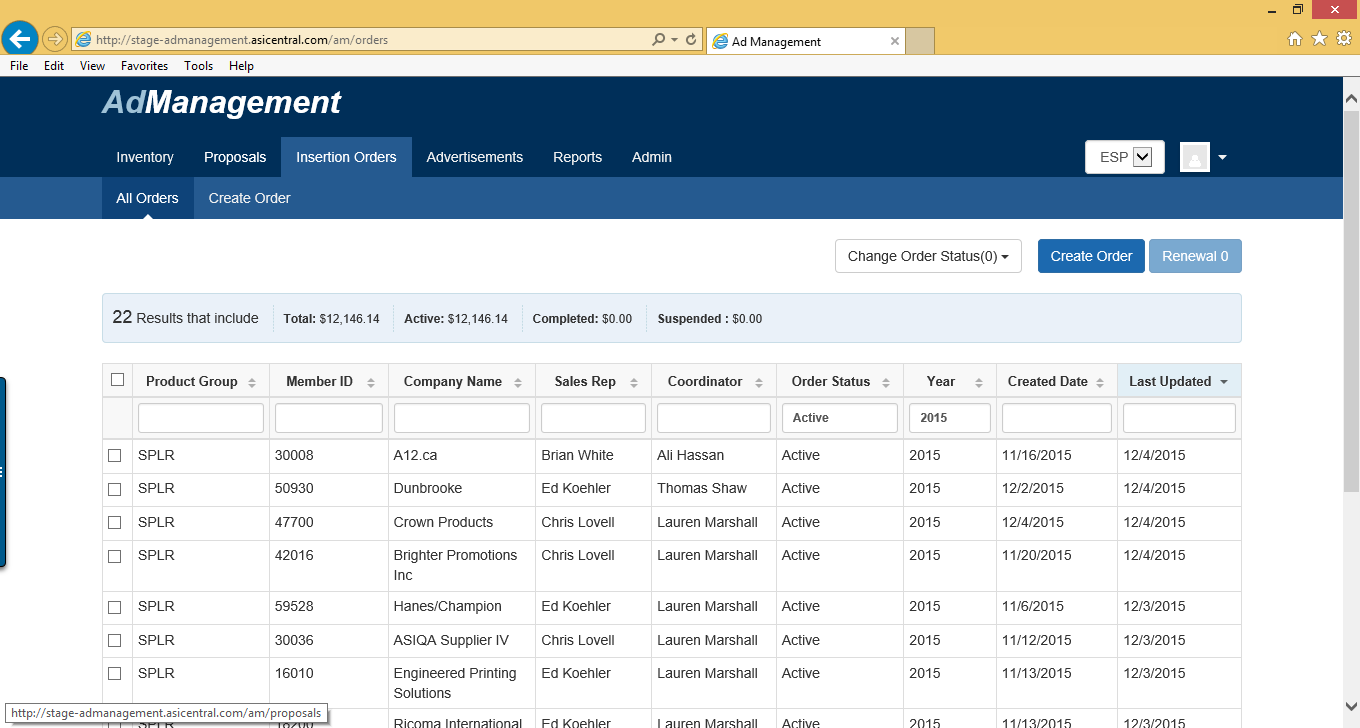 http://stage-admanagement.asicentral.com/am/orders
Ad Management
File Edit View Favorites Tools Help
AdManagement
Inventory Proposals Insertion Orders Advertisements Reports Admin ESP
All Orders Create Order
Change Order Status(0) Create Order Renewal 0
22 Results that include Total: $12,146.14 Active: $12,146.14 Completed: $0.00 Suspended : $0.00
Product Group Member ID Company Name Sales Rep Coordinator Order Status Year Created Date Last Updated
Active 2015
SPLR 30008 A12.ca Brian White Ali Hassan Active 2015 11/16/2015 12/4/2015
SPLR 50930 Dunbrooke Ed Koehler Thomas Shaw Active 2015 12/2/2015 12/4/2015
SPLR 47700 Crown Products Chris Lovell Lauren Marshall Active 2015 12/4/2015 12/4/2015
SPLR 42016 Brighter Promotions Chris Lovell Lauren Marshall Active 2015 11/20/2015 12/4/2015
Inc
SPLR 59528 Hanes/Champion Ed Koehler Lauren Marshall Active 2015 11/6/2015 12/3/2015
SPLR 30036 ASIQA Supplier IV Chris Lovell Lauren Marshall Active 2015 11/12/2015 12/3/2015
SPLR 16010 Engineered Printing Ed Koehler Lauren Marshall Active 2015 11/13/2015 12/3/2015
Solutions
http://stage-admanagement.asicentral.com/am/proposals
SPLR Ricoma International Ed Koehler Lauren Marshall Active 2015 11/13/2015 12/3/2015